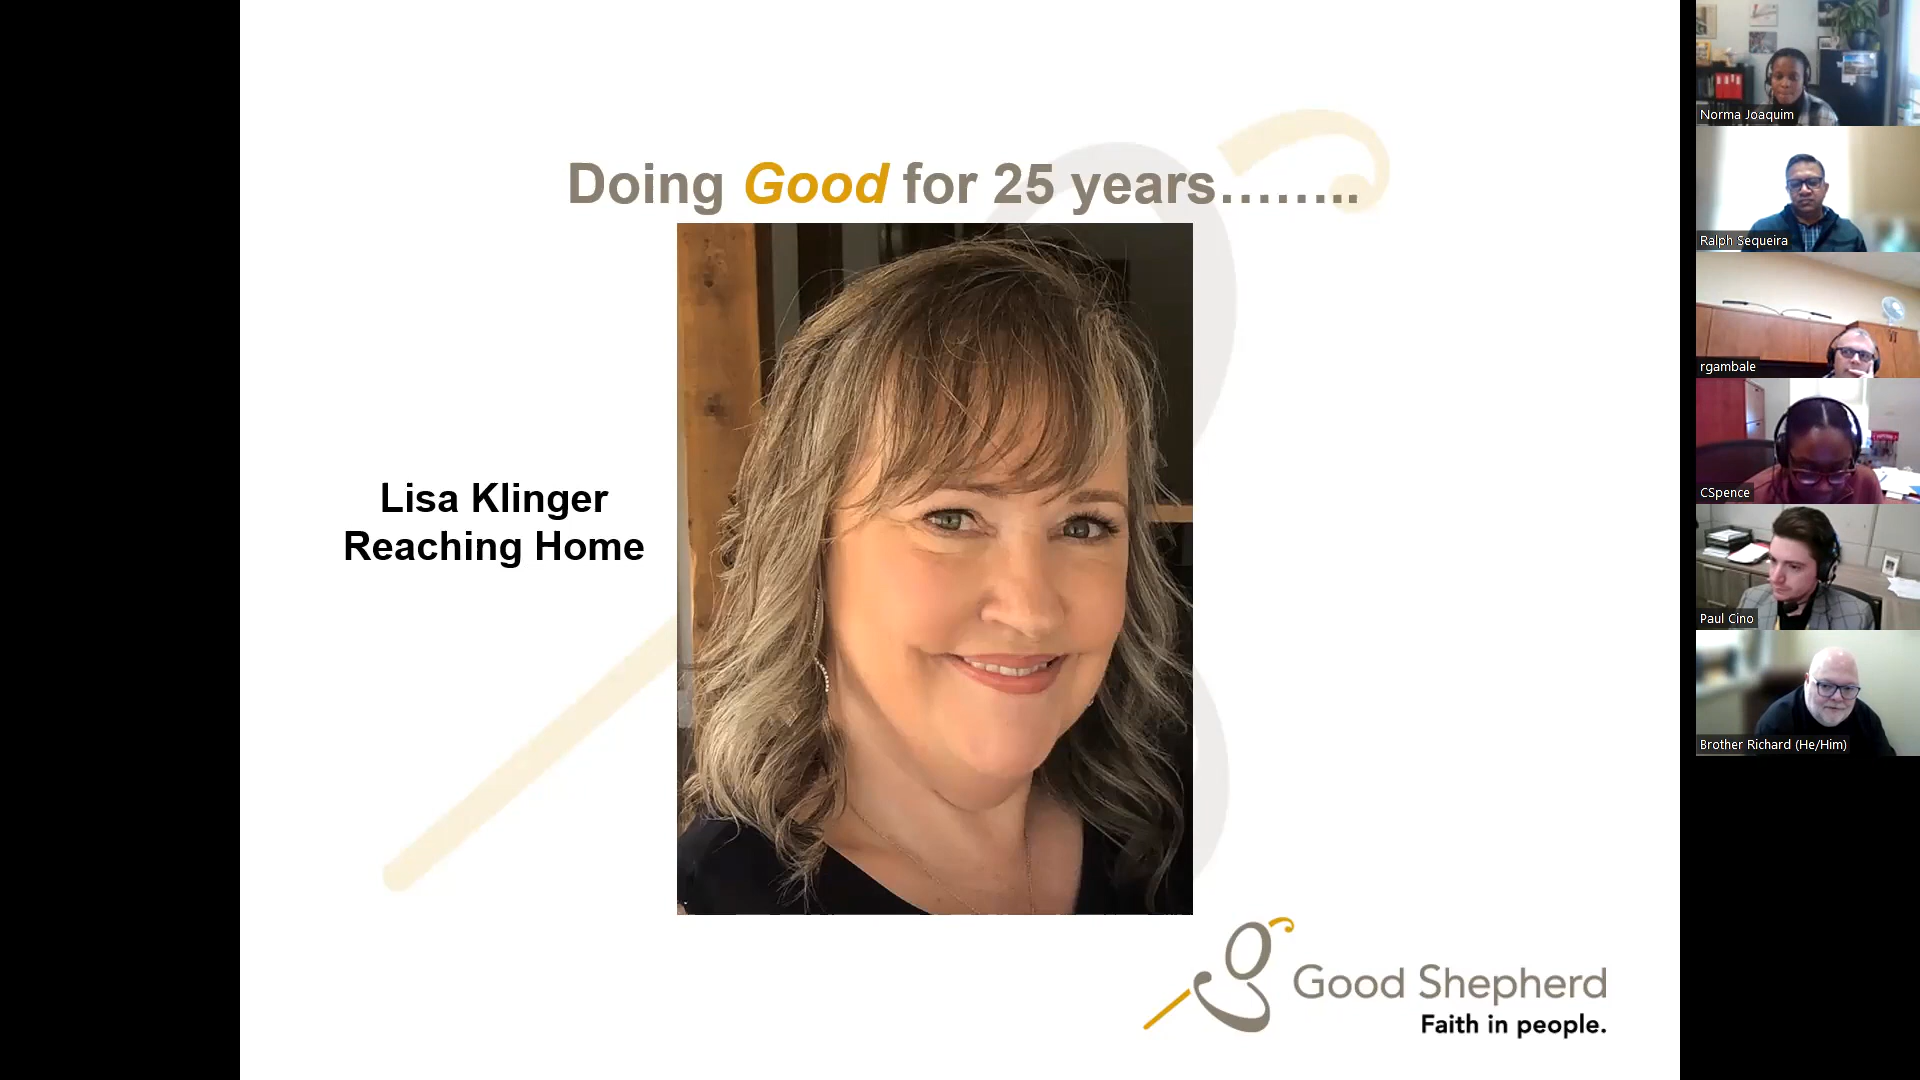 Doing Good for 25 years........
Lisa Klinger
Reaching Home
Good Shepherd
Faith in people.
Norma Joaquim
Ralph Sequeira
rgambale
CSpence
Paul Cino
Brother Richard (He/Him)